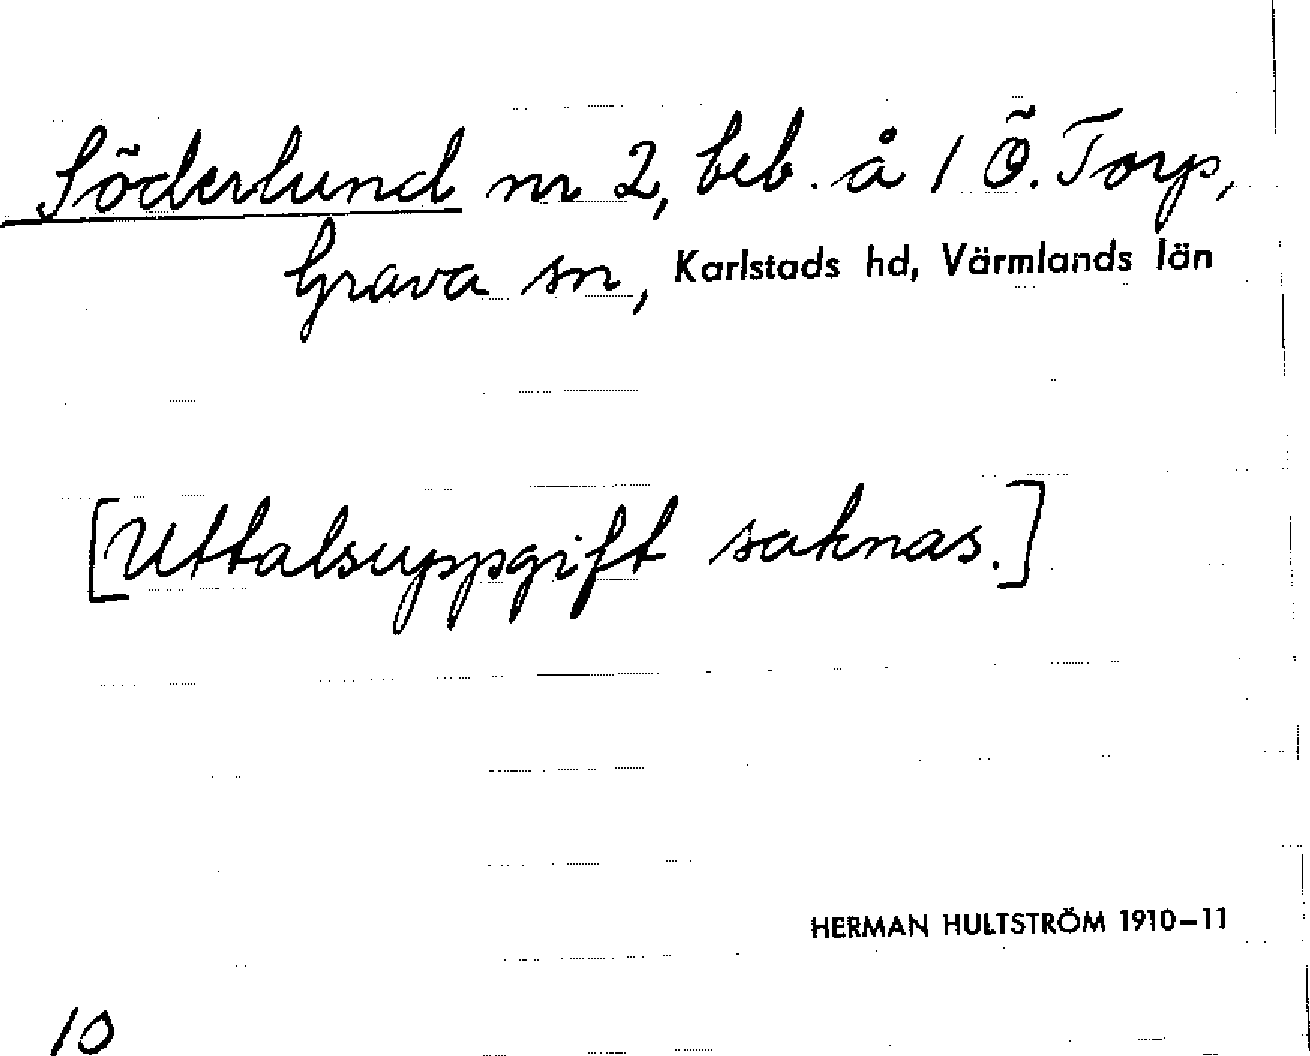 Söderlund nr 2, beb. å 1 Ö. Torp,
Grava sn, Karlstads hd, Värmlands län
[Uttalsuppgift saknas.]
HERMAN HULTSTRÖM 1910–11
10